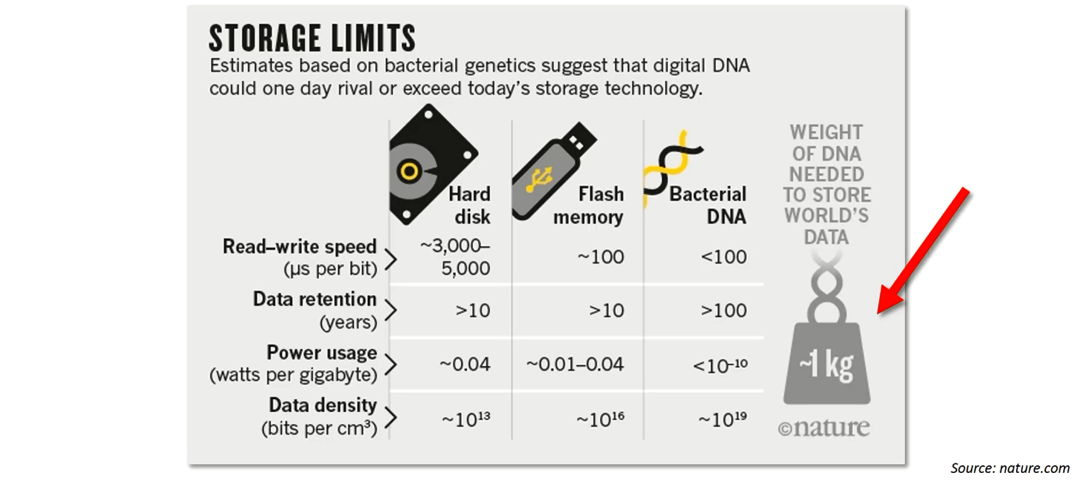 STORAGE LIMITS
Estimates based on bacterial genetics suggest that digital DNA
could one day rival or exceed today's storage technology.
Hard
disk
Flash
memory
Bacterial
DNA
Read–write speed
(µs per bit)
~3,000–
5,000
~100
<100
Data retention
(years)
>10
>10
>100
Power usage
(watts per gigabyte)
~0.04
~0.01–0.04
<10⁻¹⁰
Data density
(bits per cm³)
~10¹³
~10¹⁶
~10¹⁹
WEIGHT
OF DNA
NEEDED
TO STORE
WORLD'S
DATA
~1 kg
©nature
Source: nature.com